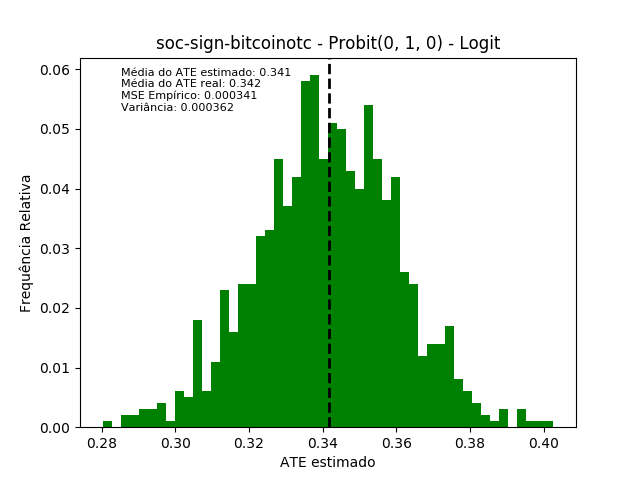 soc-sign-bitcoinotc - Probit(0, 1, 0) - Logit
Média do ATE estimado: 0.341
Média do ATE real: 0.342
MSE Empírico: 0.000341
Variância: 0.000362
Frequência Relativa
0.06
0.05
0.04
0.03
0.02
0.01
0.00
0.28 0.30 0.32 0.34 0.36 0.38 0.40
ATE estimado